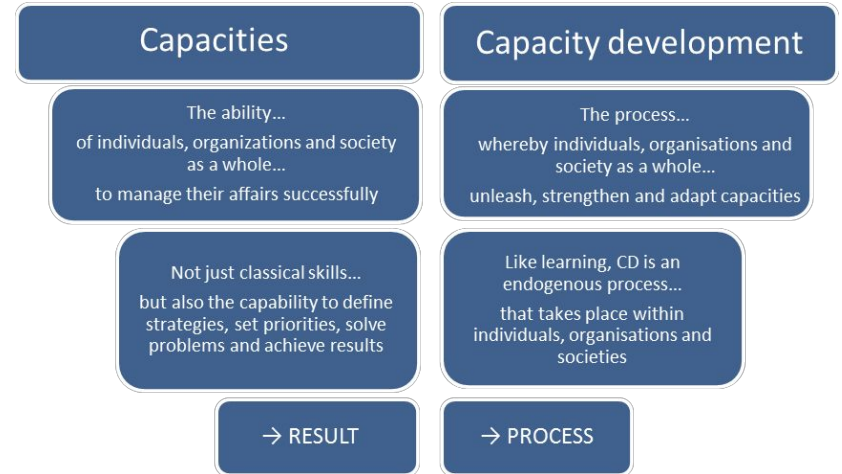 Capacities
The ability...
of individuals, organizations and society
as a whole...
to manage their affairs successfully
Not just classical skills...
but also the capability to define
strategies, set priorities, solve
problems and achieve results
→ RESULT
Capacity development
The process...
whereby individuals, organisations and
society as a whole...
unleash, strengthen and adapt capacities
Like learning, CD is an
endogenous process...
that takes place within
individuals, organisations and
societies
→ PROCESS